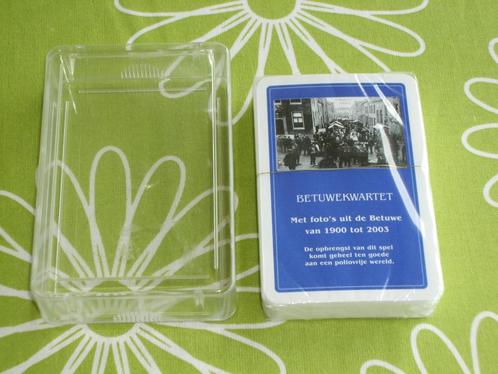 BETUWEKWARTET
Met foto's uit de Betuwe
van 1900 tot 2003
De opbrengst van dit spel
komt geheel ten goede
aan een poliovrije wereld.